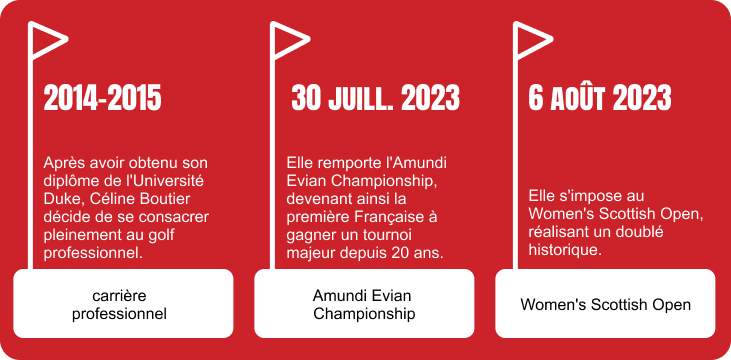 2014-2015
Après avoir obtenu son
diplôme de l'Université
Duke, Céline Boutier
décide de se consacrer
pleinement au golf
professionnel.
carrière
professionnel
30 JUILL. 2023
Elle remporte l'Amundi
Evian Championship,
devenant ainsi la
première Française à
gagner un tournoi
majeur depuis 20 ans.
Amundi Evian
Championship
6 AOÛT 2023
Elle s'impose au
Women's Scottish Open,
réalisant un doublé
historique.
Women's Scottish Open